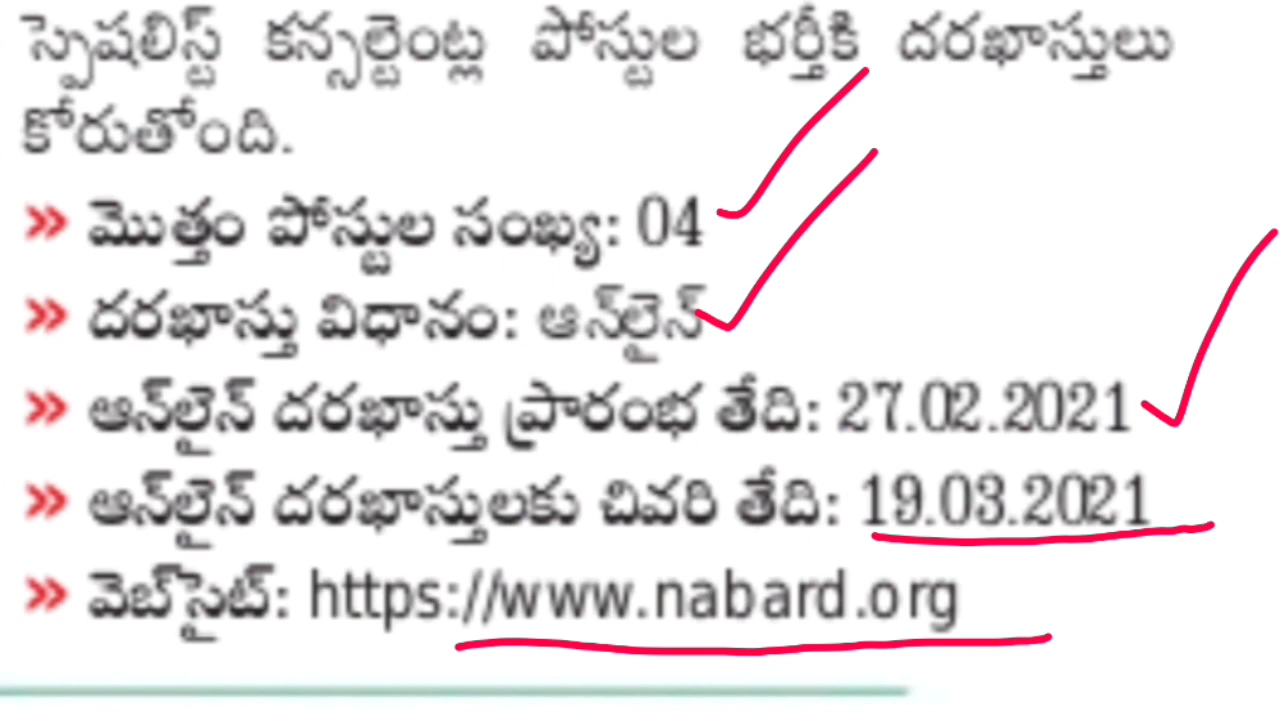 స్పెషలిస్ట్ కన్సల్టెంట్ల పోస్టుల భర్తీకి దరఖాస్తులు
కోరుతోంది.
» మొత్తం పోస్టుల సంఖ్య: 04
» దరఖాస్తు విధానం: ఆన్‌లైన్
» ఆన్‌లైన్ దరఖాస్తు ప్రారంభ తేది: 27.02.2021
» ఆన్‌లైన్ దరఖాస్తులకు చివరి తేది: 19.03.2021
» వెబ్‌సైట్: https://www.nabard.org